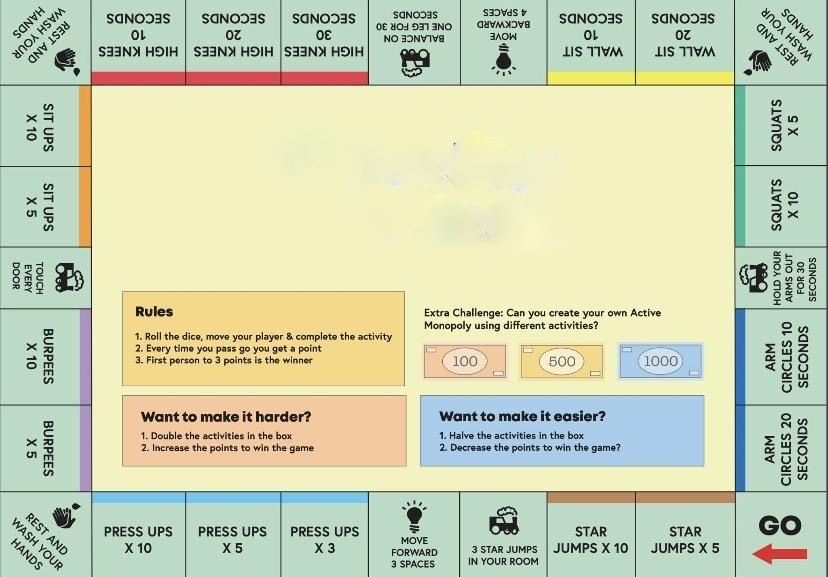 REST AND
WASH YOUR
HANDS
HIGH KNEES
10
SECONDS
HIGH KNEES
20
SECONDS
HIGH KNEES
30
SECONDS
BALANCE ON
ONE LEG FOR 30
SECONDS
MOVE
BACKWARD
4 SPACES
WALL SIT
10
SECONDS
WALL SIT
20
SECONDS
REST AND
WASH YOUR
HANDS
SIT UPS
X 10
SIT UPS
X 5
TOUCH
EVERY
DOOR
BURPEES
X 10
BURPEES
X 5
SQUATS
X 5
SQUATS
X 10
HOLD YOUR
ARMS OUT
FOR 30
SECONDS
ARM
CIRCLES 10
SECONDS
ARM
CIRCLES 20
SECONDS
Rules
1. Roll the dice, move your player & complete the activity
2. Every time you pass go you get a point
3. First person to 3 points is the winner
Extra Challenge: Can you create your own Active
Monopoly using different activities?
100
500
1000
Want to make it harder?
1. Double the activities in the box
2. Increase the points to win the game
Want to make it easier?
1. Halve the activities in the box
2. Decrease the points to win the game?
REST AND
WASH YOUR
HANDS
PRESS UPS
X 10
PRESS UPS
X 5
PRESS UPS
X 3
MOVE
FORWARD
3 SPACES
3 STAR JUMPS
IN YOUR ROOM
STAR
JUMPS X 10
STAR
JUMPS X 5
GO